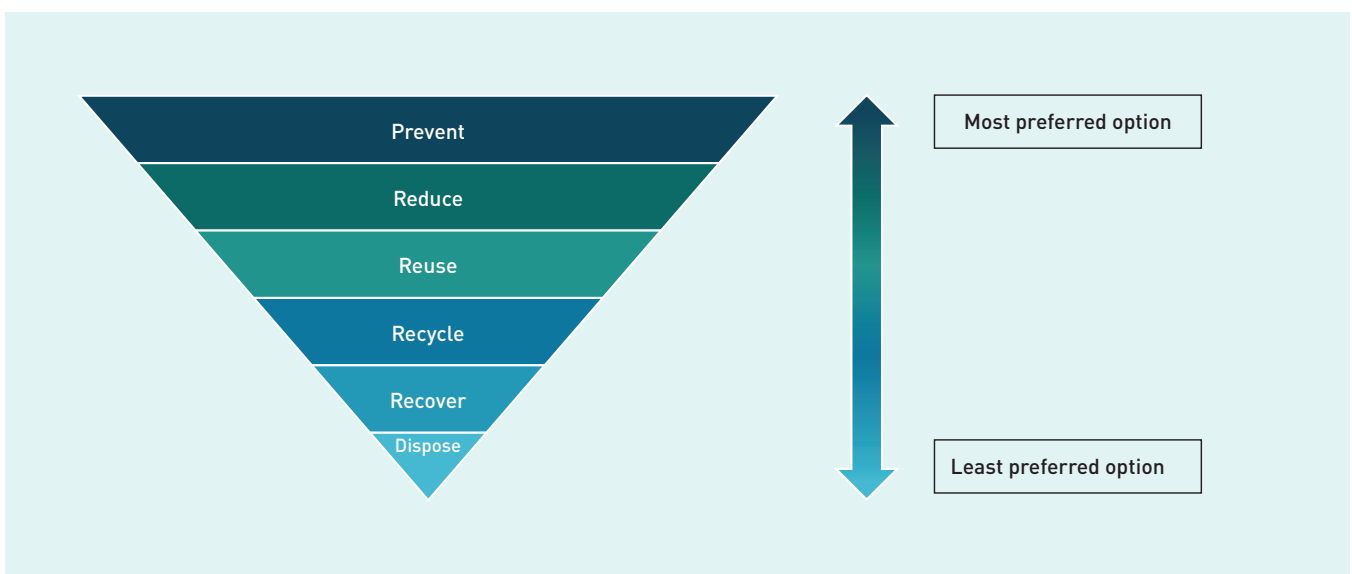 Prevent
Most preferred option
Reduce
Reuse
Recycle
Recover
Dispose
Least preferred option